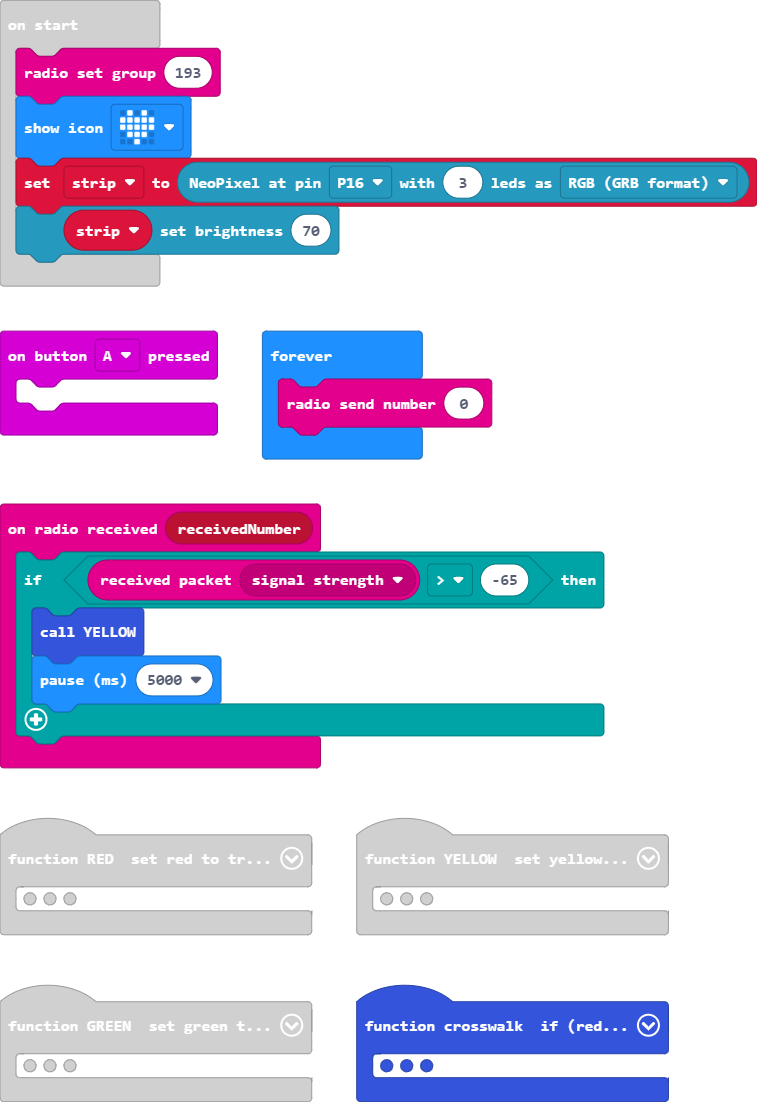 on start
radio set group 193
show icon
set strip to NeoPixel at pin P16 with 3 leds as RGB (GRB format)
strip set brightness 70
on button A pressed
forever
radio send number 0
on radio received receivedNumber
if received packet signal strength > -65 then
call YELLOW
pause (ms) 5000
function RED set red to tr...
function YELLOW set yellow...
function GREEN set green t...
function crosswalk if (red...